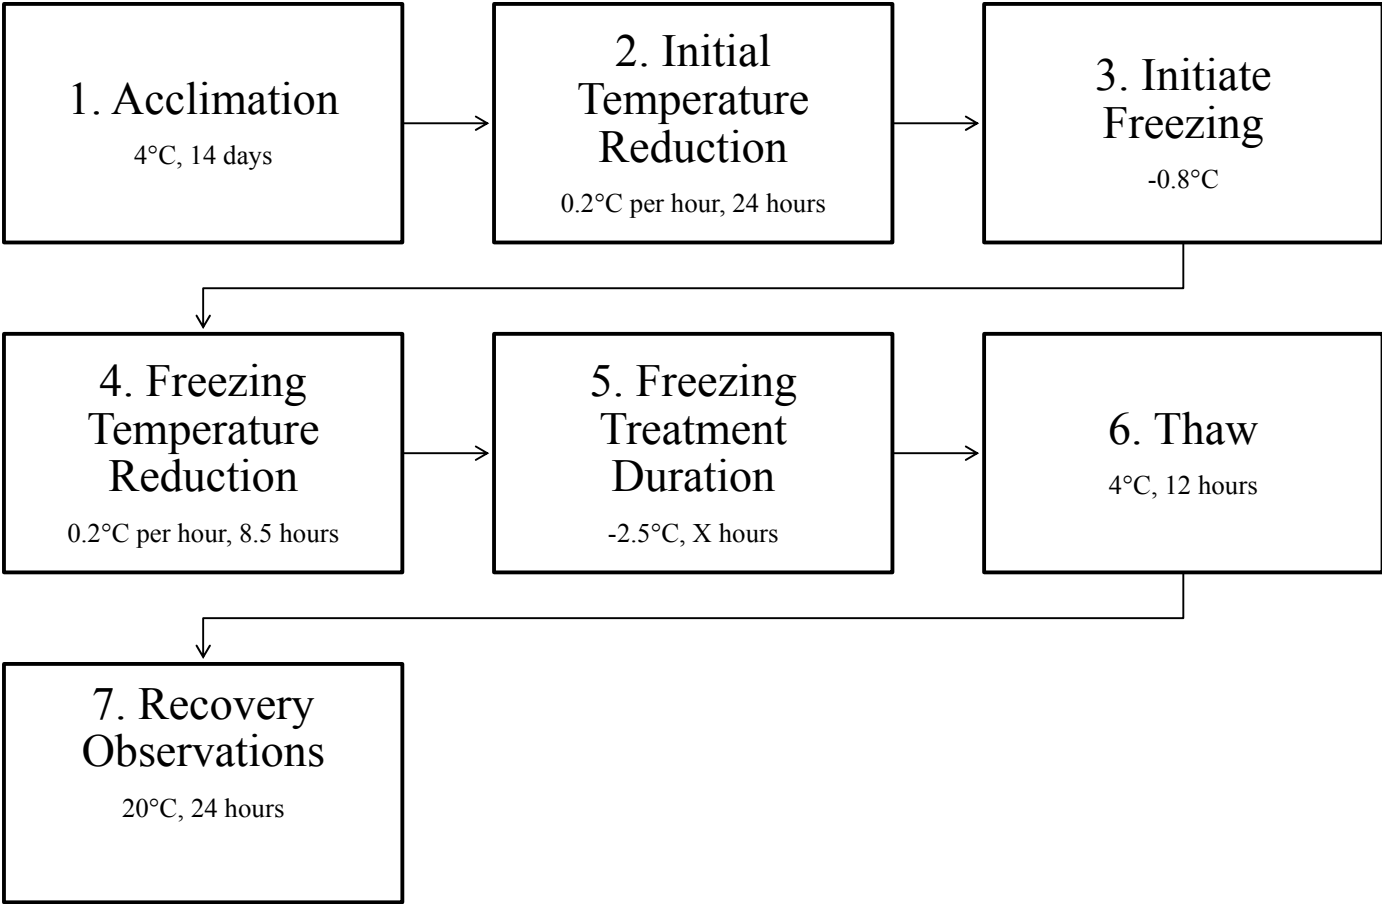 1. Acclimation
4°C, 14 days
2. Initial
Temperature
Reduction
0.2°C per hour, 24 hours
3. Initiate
Freezing
-0.8°C
4. Freezing
Temperature
Reduction
0.2°C per hour, 8.5 hours
5. Freezing
Treatment
Duration
-2.5°C, X hours
6. Thaw
4°C, 12 hours
7. Recovery
Observations
20°C, 24 hours